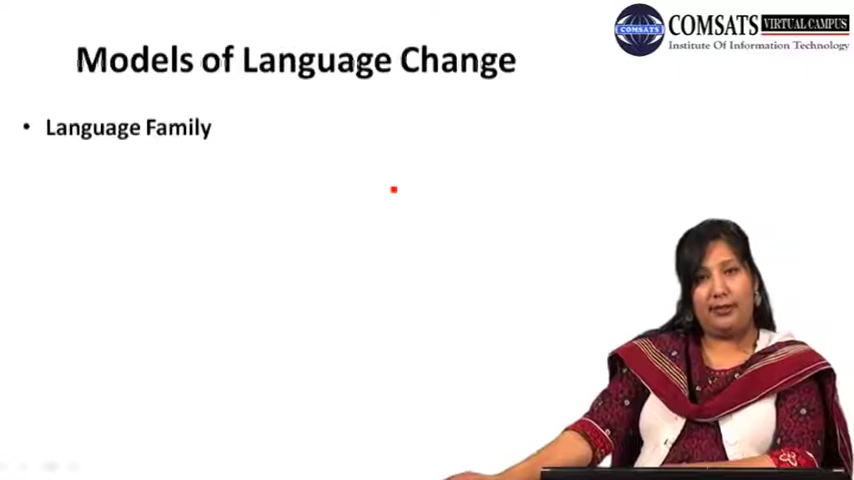 COMSATS VIRTUAL CAMPUS
Institute Of Information Technology
Models of Language Change
• Language Family